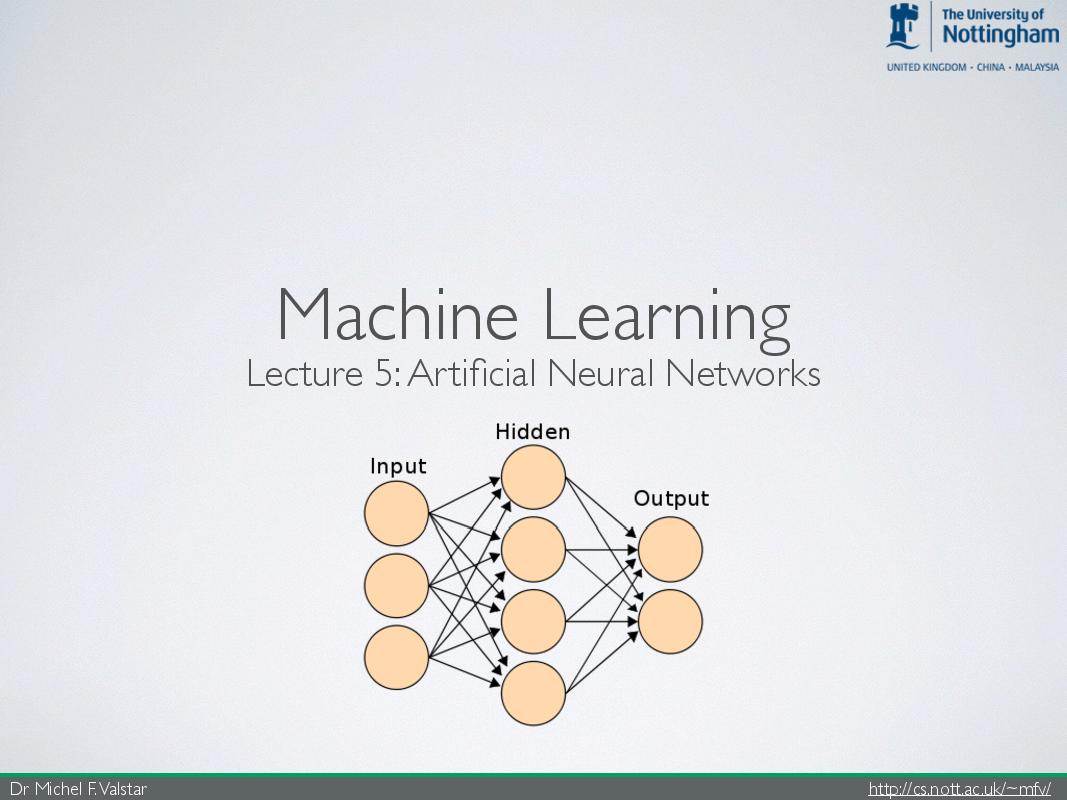 The University of
Nottingham
UNITED KINGDOM · CHINA · MALAYSIA
Machine Learning
Lecture 5: Artificial Neural Networks
Hidden
Input
Output
Dr Michel F. Valstar
http://cs.nott.ac.uk/~mfv/